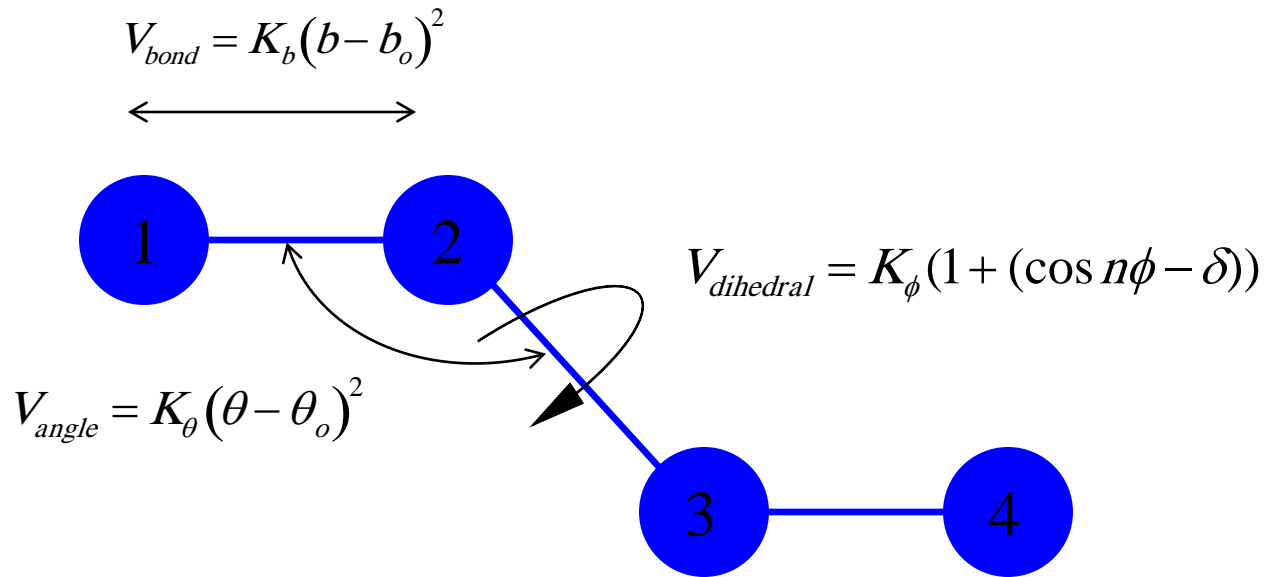 V_bond = K_b(b − b_o)^2
1
2
V_dihedral = K_ϕ(1 + (cos nϕ − δ))
V_angle = K_θ(θ − θ_o)^2
3
4